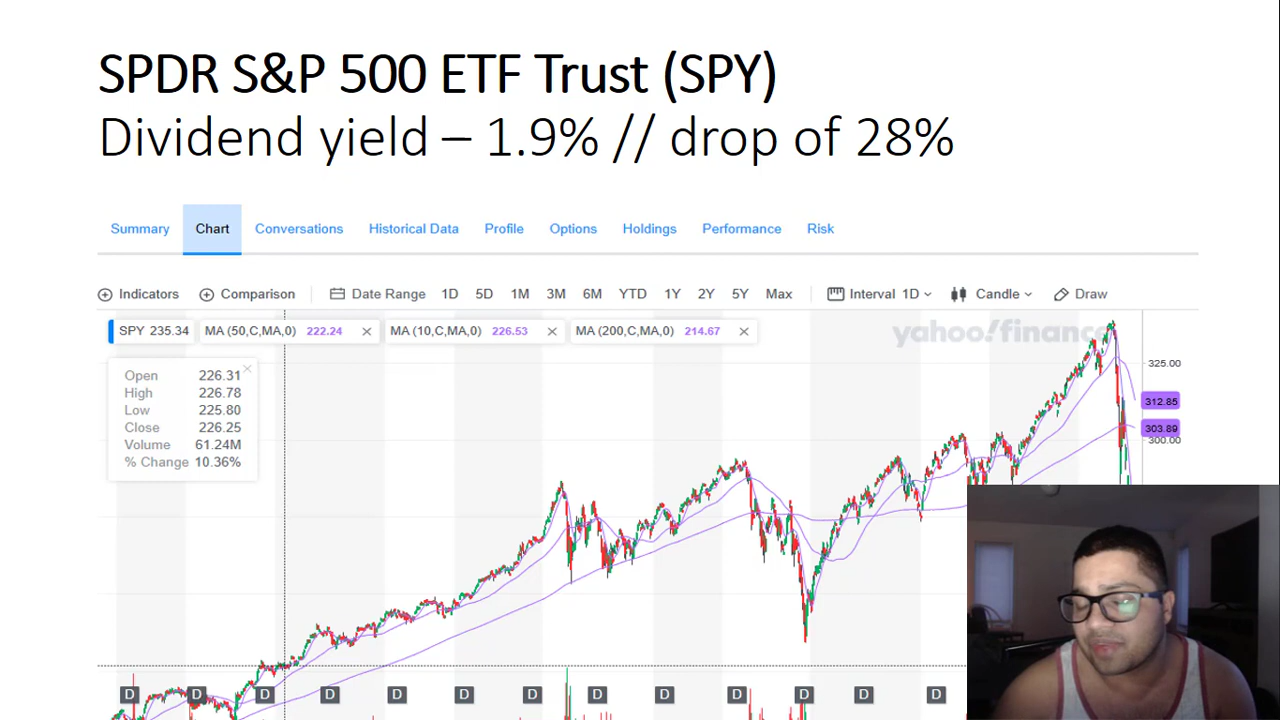 SPDR S&P 500 ETF Trust (SPY)
Dividend yield – 1.9% // drop of 28%
Summary Chart Conversations Historical Data Profile Options Holdings Performance Risk
Indicators Comparison Date Range 1D 5D 1M 3M 6M YTD 1Y 2Y 5Y Max Interval 1D Candle Draw
SPY 235.34 MA (50,C,MA,0) 222.24 MA (10,C,MA,0) 226.53 MA (200,C,MA,0) 214.67
yahoo!finance
Open 226.31
High 226.78
Low 225.80
Close 226.25
Volume 61.24M
% Change 10.36%
325.00
312.85
303.89
300.00
D D D D D D D D D D D D D